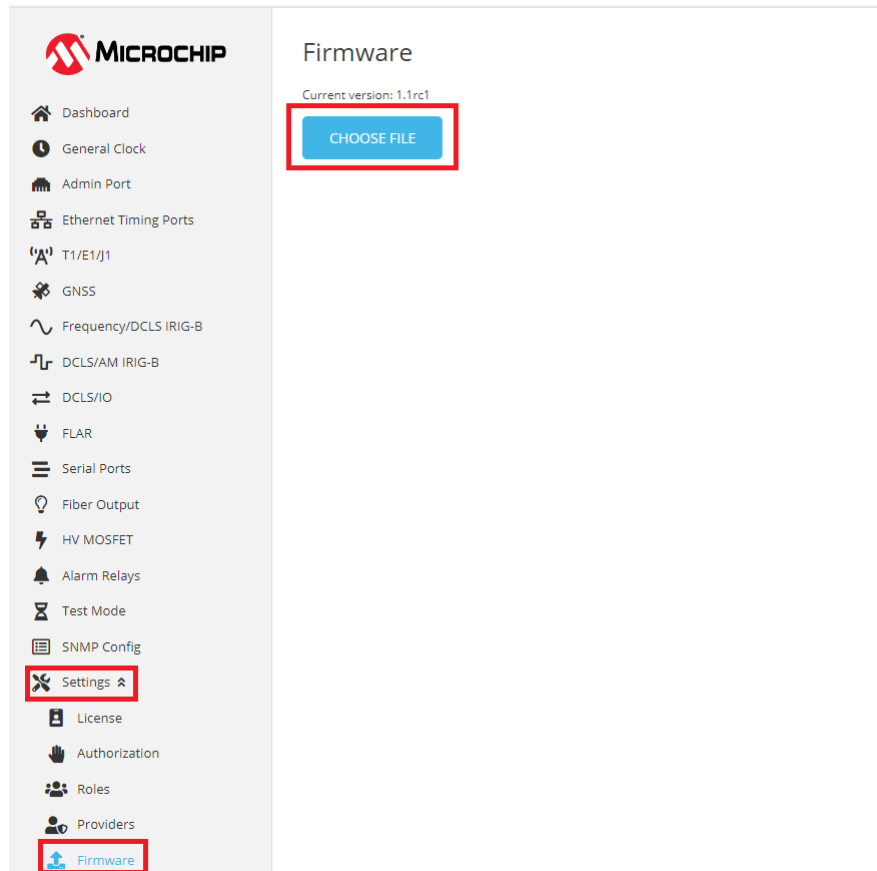 MICROCHIP
Dashboard
General Clock
Admin Port
Ethernet Timing Ports
T1/E1/J1
GNSS
Frequency/DCLS IRIG-B
DCLS/AM IRIG-B
DCLS/IO
FLAR
Serial Ports
Fiber Output
HV MOSFET
Alarm Relays
Test Mode
SNMP Config
Settings
License
Authorization
Roles
Providers
Firmware
Firmware
Current version: 1.1rc1
CHOOSE FILE